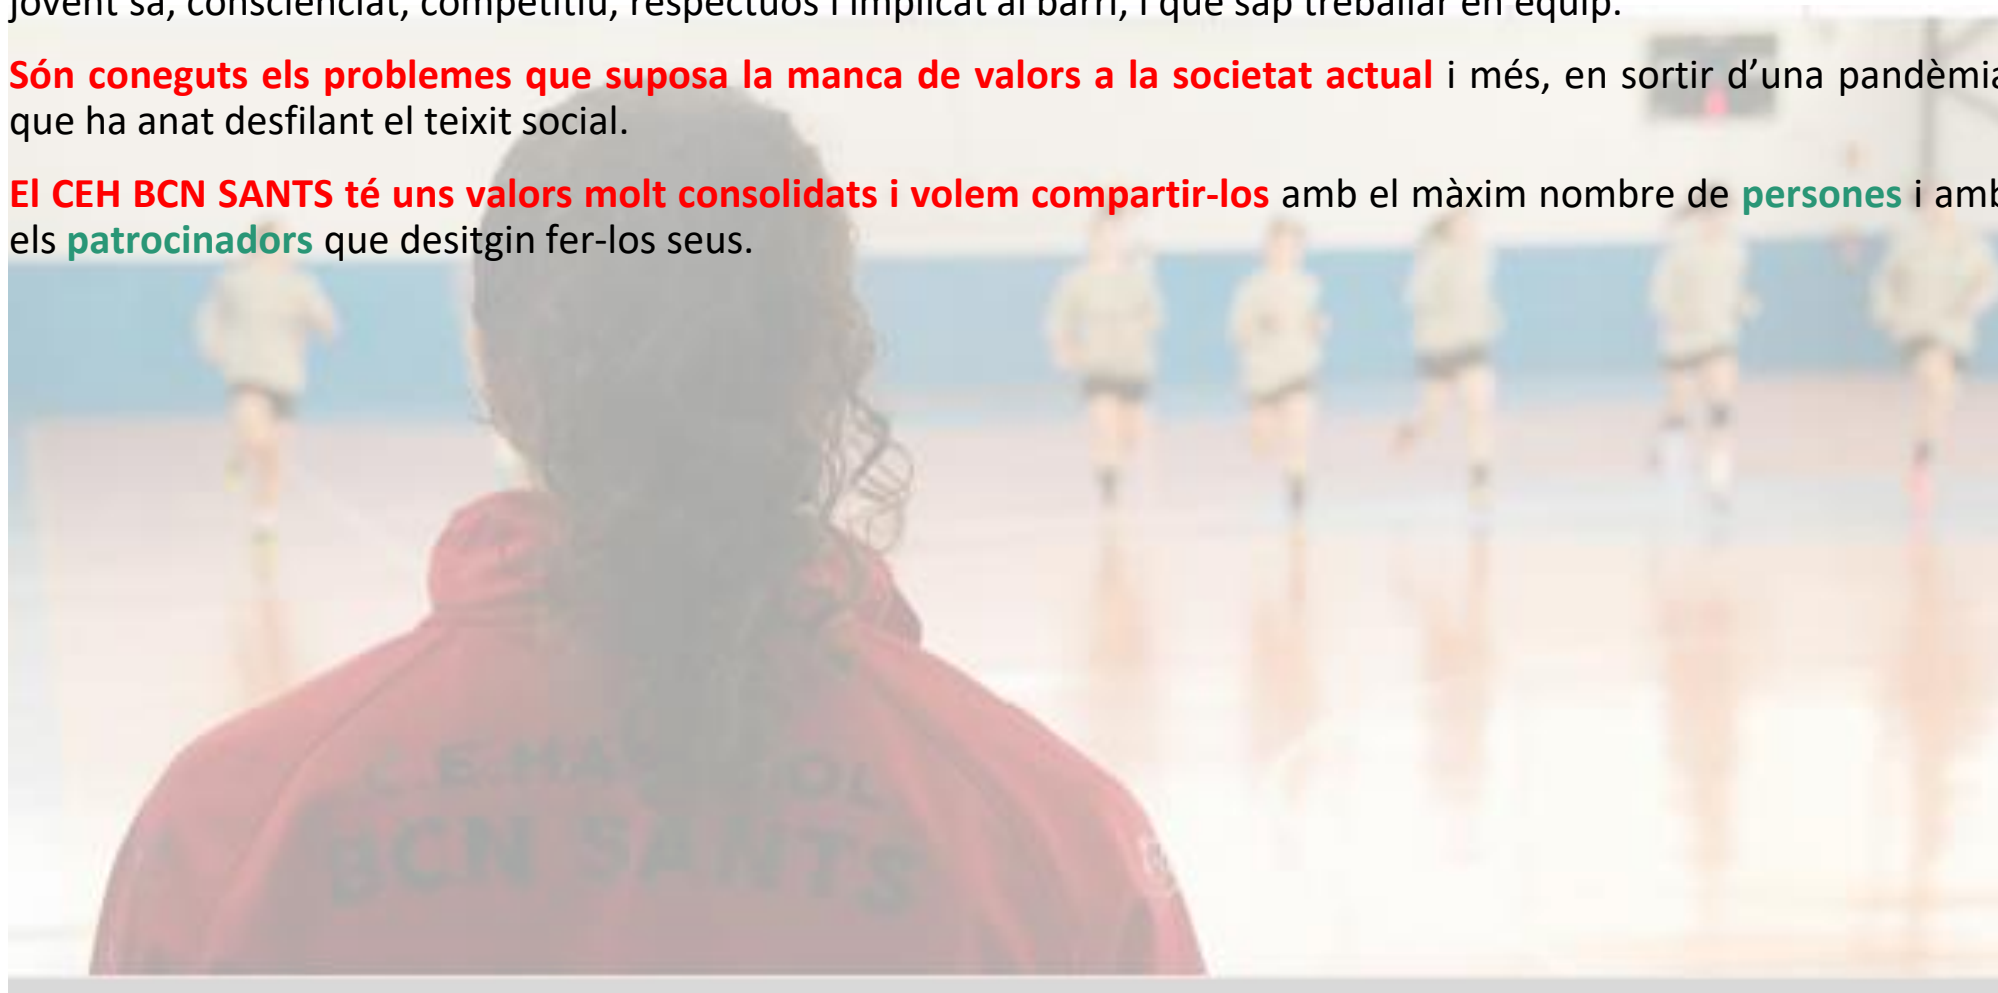 jovent sa, conscienciat, competitiu, respectuós i implicat al barri, i que sap treballar en equip.
Són coneguts els problemes que suposa la manca de valors a la societat actual i més, en sortir d’una pandèmia
que ha anat desfilant el teixit social.
El CEH BCN SANTS té uns valors molt consolidats i volem compartir-los amb el màxim nombre de persones i amb
els patrocinadors que desitgin fer-los seus.
BCN SANTS